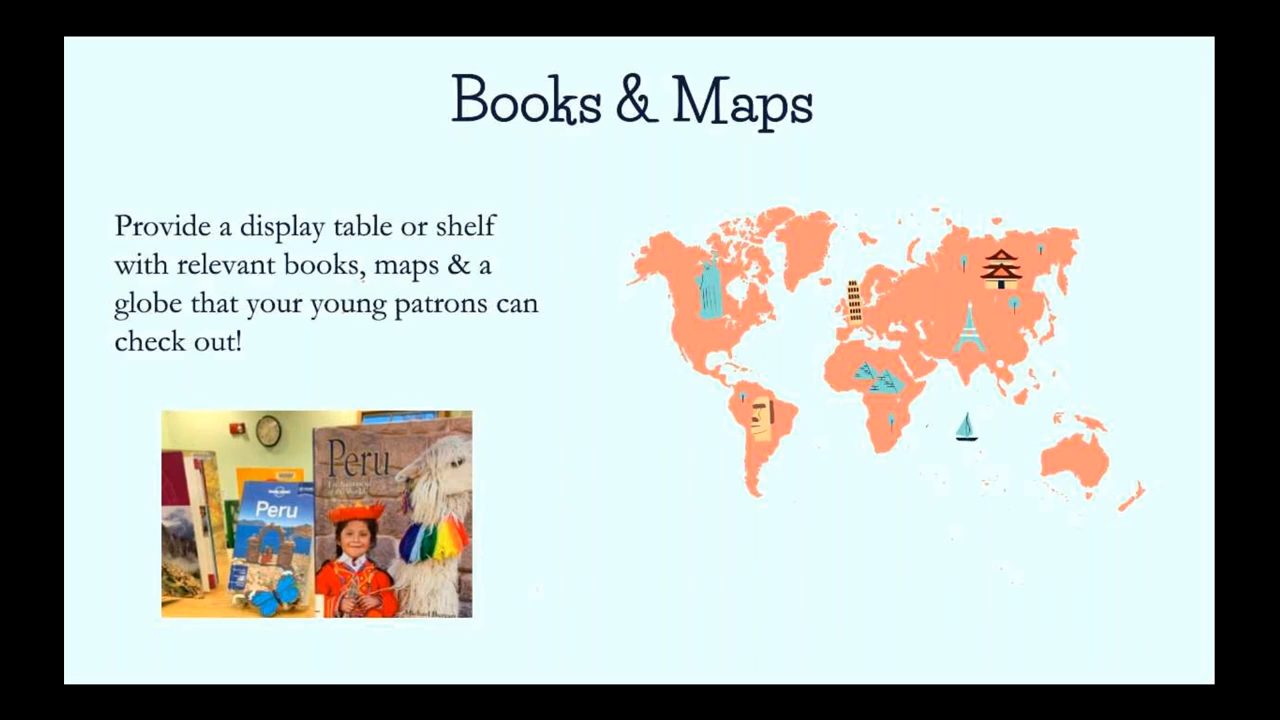 Books & Maps
Provide a display table or shelf
with relevant books, maps & a
globe that your young patrons can
check out!
Peru
Peru